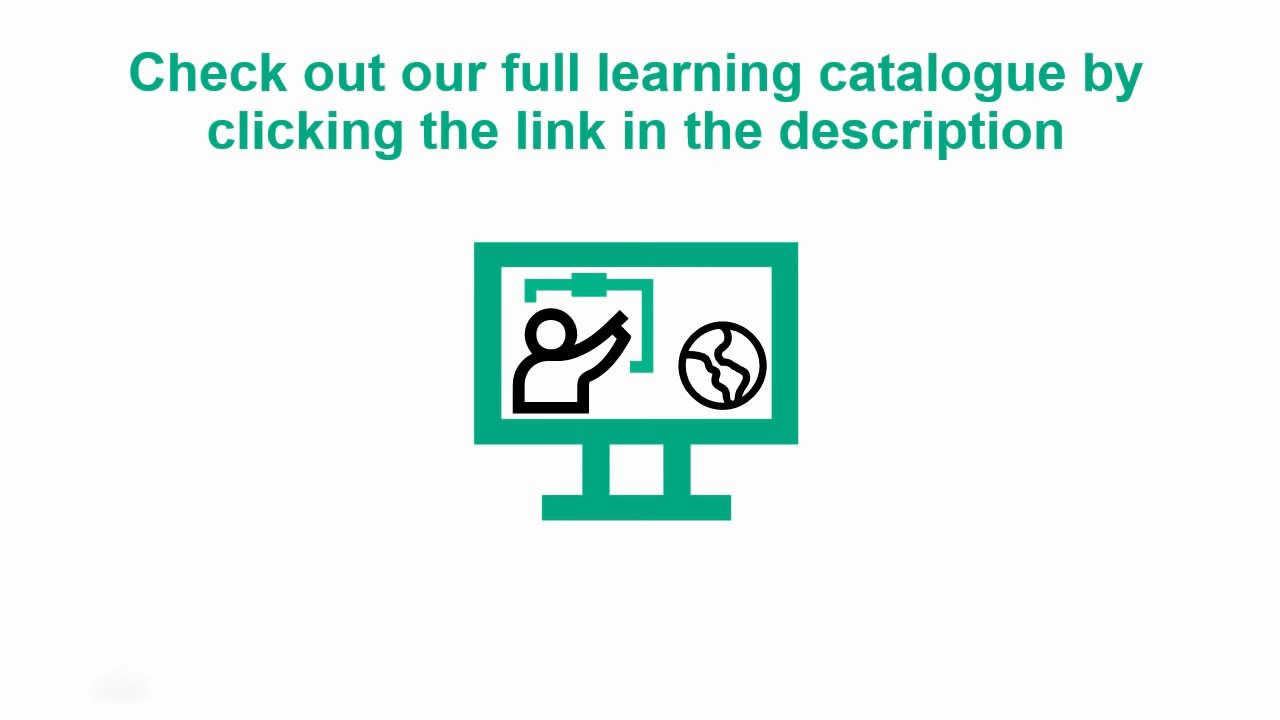 Check out our full learning catalogue by
clicking the link in the description